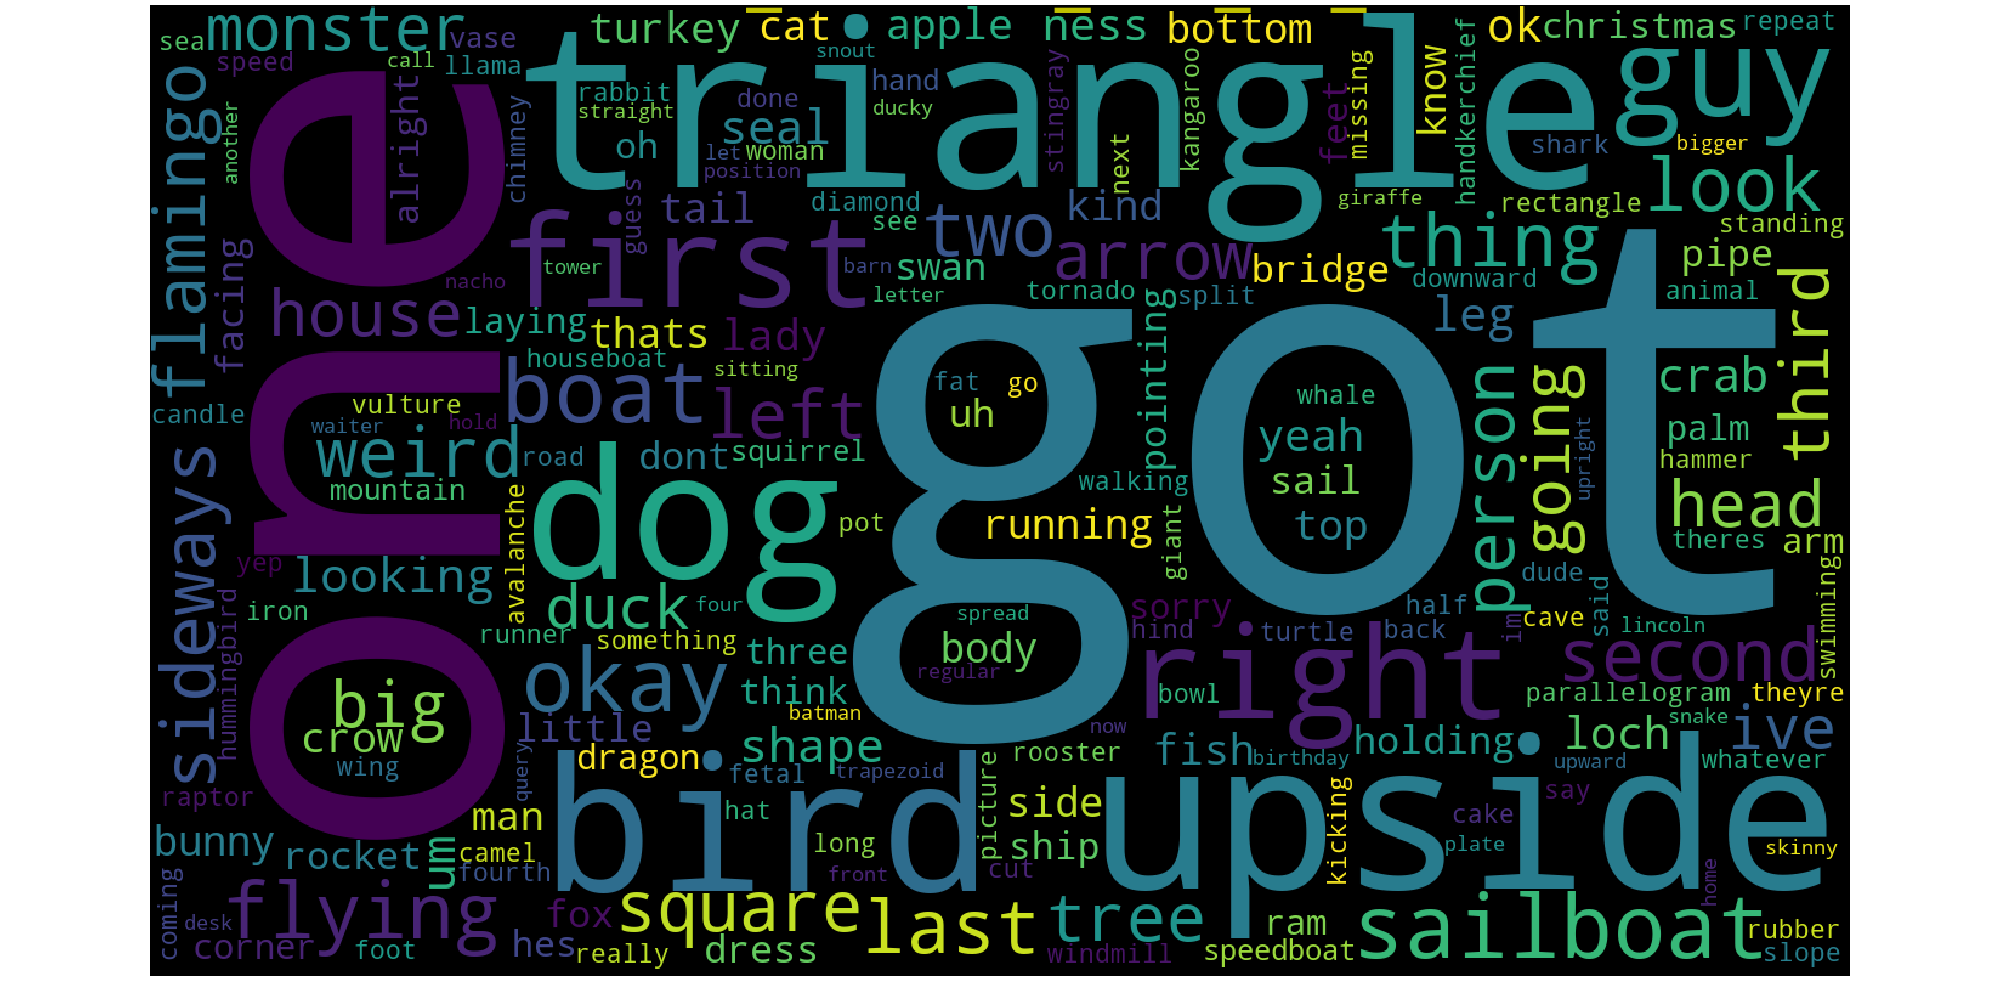 monster
sea
speed
vase
call
llama
turkey
cat
snout
apple
ness
bottom
ok
christmas
repeat
triangle
guy
flamingo
another
one
alright
chimney
rabbit
straight
oh
done
seal
let
woman
position
hand
ducky
stingray
next
kangaroo
feet
missing
know
handkerchief
shark
bigger
look
giraffe
rectangle
standing
facing
nacho
first
guess
tail
tower
diamond
see
barn
swan
letter
two
kind
arrow
tornado
split
bridge
thing
downward
pipe
animal
third
house
laying
thats
lady
houseboat
sitting
boat
left
pointing
leg
person
going
crab
candle
vulture
waiter
hold
weird
road
mountain
dont
squirrel
got
fat
go
uh
whale
yeah
sail
top
walking
running
giant
palm
hammer
upright
head
theres
arm
sideways
dog
pot
avalanche
looking
yep
iron
hummingbird
duck
four
runner
something
three
think
okay
little
batman
spread
body
regular
sorry
hind
turtle
half
back
im
dude
cave
said
lincoln
swimming
right
second
big
crow
wing
raptor
query
dragon
shape
fetal
trapezoid
now
rooster
bowl
fish
birthday
holding
parallelogram
theyre
snake
loch
ive
upward
whatever
bird
upside
man
hat
long
front
picture
side
ship
cut
kicking
say
cake
plate
skinny
home
bunny
rocket
um
camel
fourth
coming
desk
flying
corner
foot
fox
hes
square
really
dress
last
tree
windmill
ram
speedboat
sailboat
rubber
slope